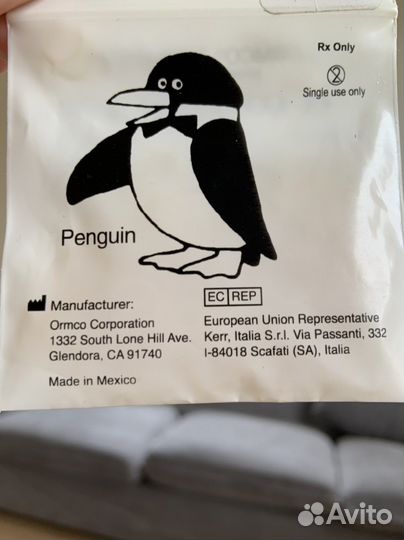 Rx Only
2
Single use only
Penguin
Manufacturer:
Ormco Corporation
1332 South Lone Hill Ave.
Glendora, CA 91740
Made in Mexico
EC REP
European Union Representative
Kerr, Italia S.r.l. Via Passanti, 332
I-84018 Scafati (SA), Italia
Avito